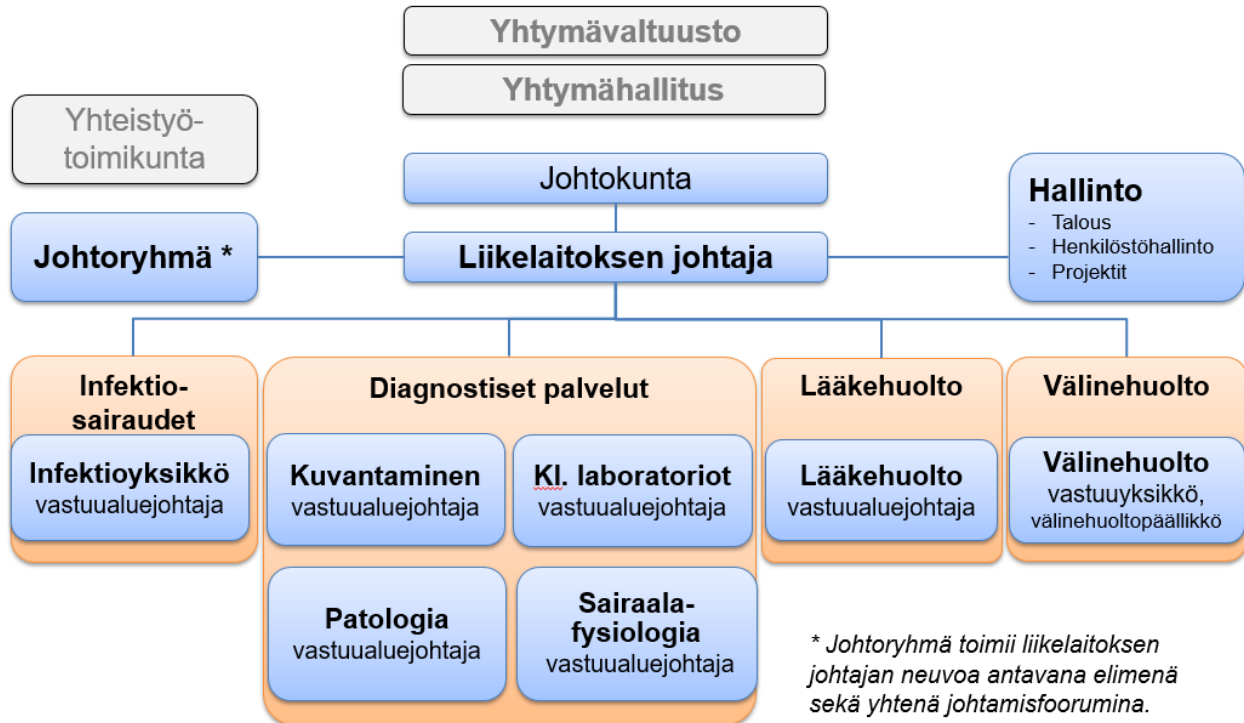 Yhtymävaltuusto
Yhtymähallitus
Yhteistyö-
toimikunta
Johtokunta
Hallinto
- Talous
- Henkilöstöhallinto
- Projektit
Johtoryhmä *
Liikelaitoksen johtaja
Infektio-
sairaudet
Infektioyksikkö
vastuualuejohtaja
Diagnostiset palvelut
Kuvantaminen
vastuualuejohtaja
Kl. laboratoriot
vastuualuejohtaja
Patologia
vastuualuejohtaja
Sairaala-
fysiologia
vastuualuejohtaja
Lääkehuolto
Lääkehuolto
vastuualuejohtaja
Välinehuolto
Välinehuolto
vastuuyksikkö,
välinehuoltopäällikkö
* Johtoryhmä toimii liikelaitoksen
johtajan neuvoa antavana elimenä
sekä yhtenä johtamisfoorumina.